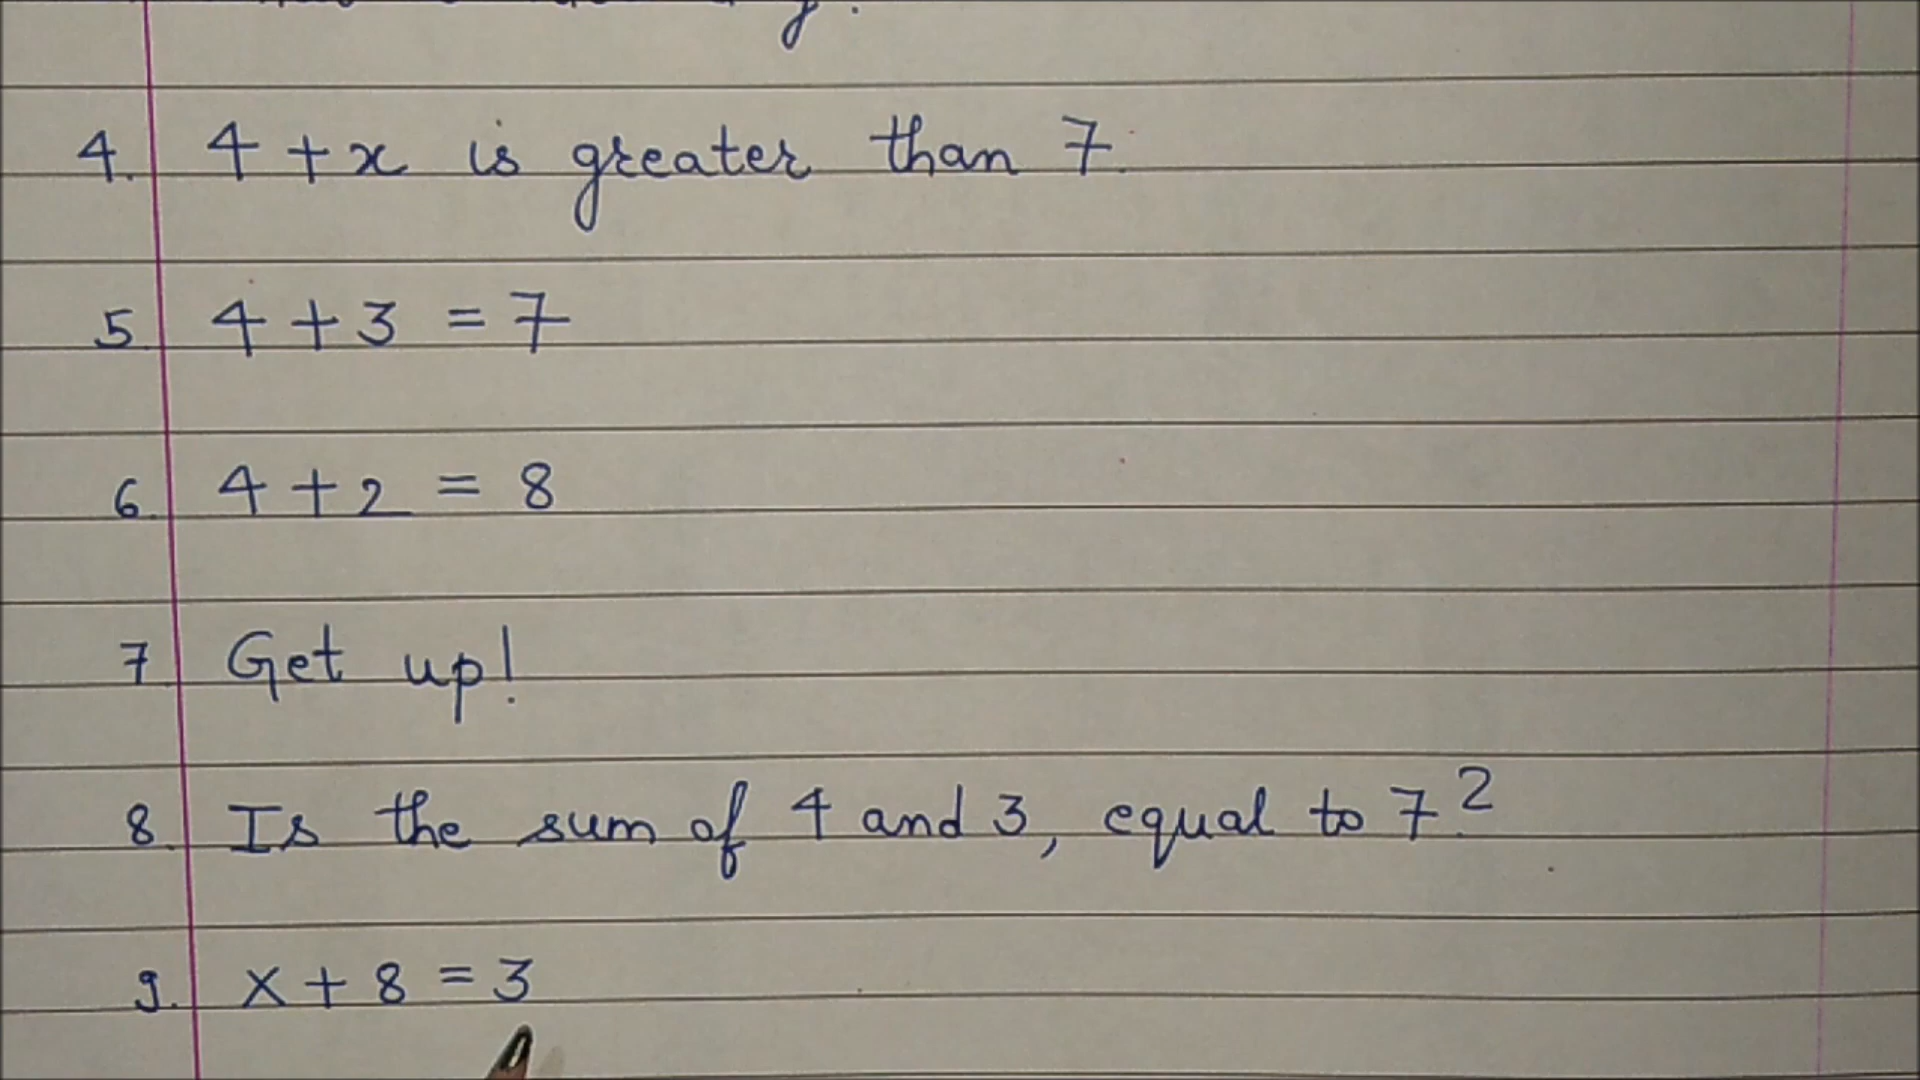 4. 4 + x is greater than 7.
5. 4 + 3 = 7
6. 4 + 2 = 8
7. Get up!
8. Is the sum of 4 and 3, equal to 7?
9. x + 8 = 3